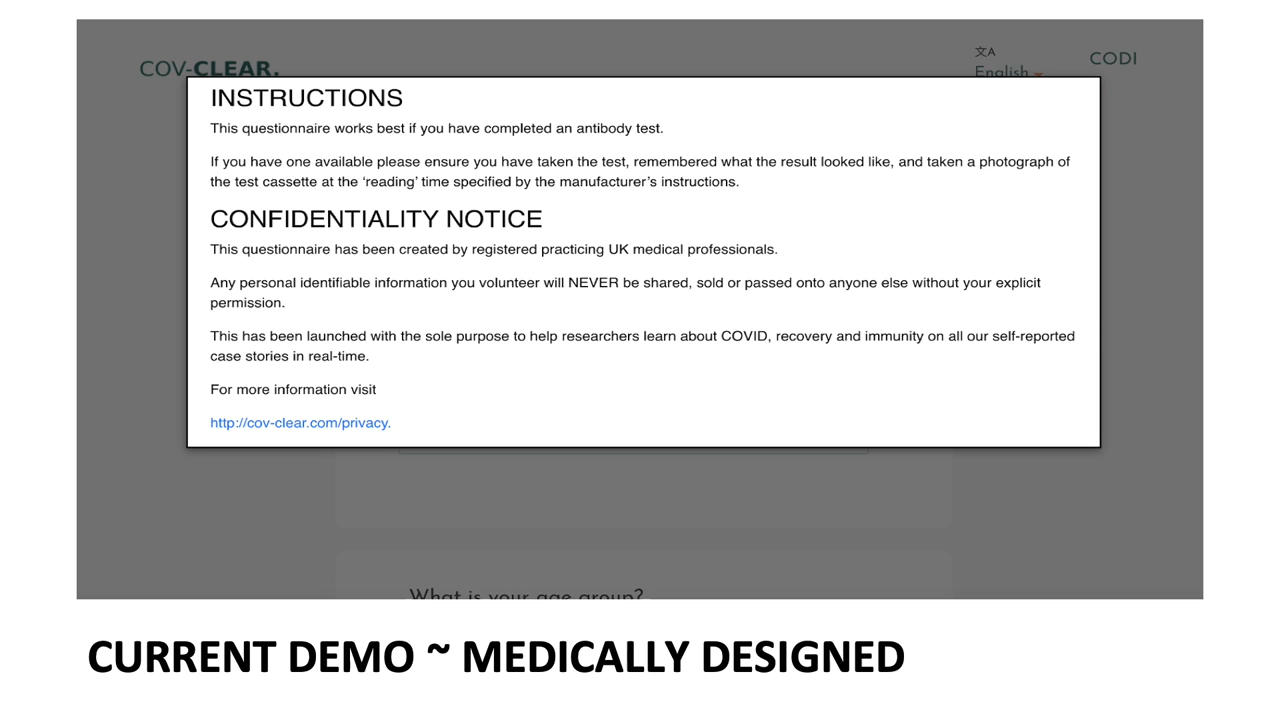 COV-CLEAR.
文A
English
CODI
INSTRUCTIONS
This questionnaire works best if you have completed an antibody test.
If you have one available please ensure you have taken the test, remembered what the result looked like, and taken a photograph of
the test cassette at the ‘reading’ time specified by the manufacturer’s instructions.
CONFIDENTIALITY NOTICE
This questionnaire has been created by registered practicing UK medical professionals.
Any personal identifiable information you volunteer will NEVER be shared, sold or passed onto anyone else without your explicit
permission.
This has been launched with the sole purpose to help researchers learn about COVID, recovery and immunity on all our self-reported
case stories in real-time.
For more information visit
http://cov-clear.com/privacy.
What is your age group?
CURRENT DEMO ~ MEDICALLY DESIGNED